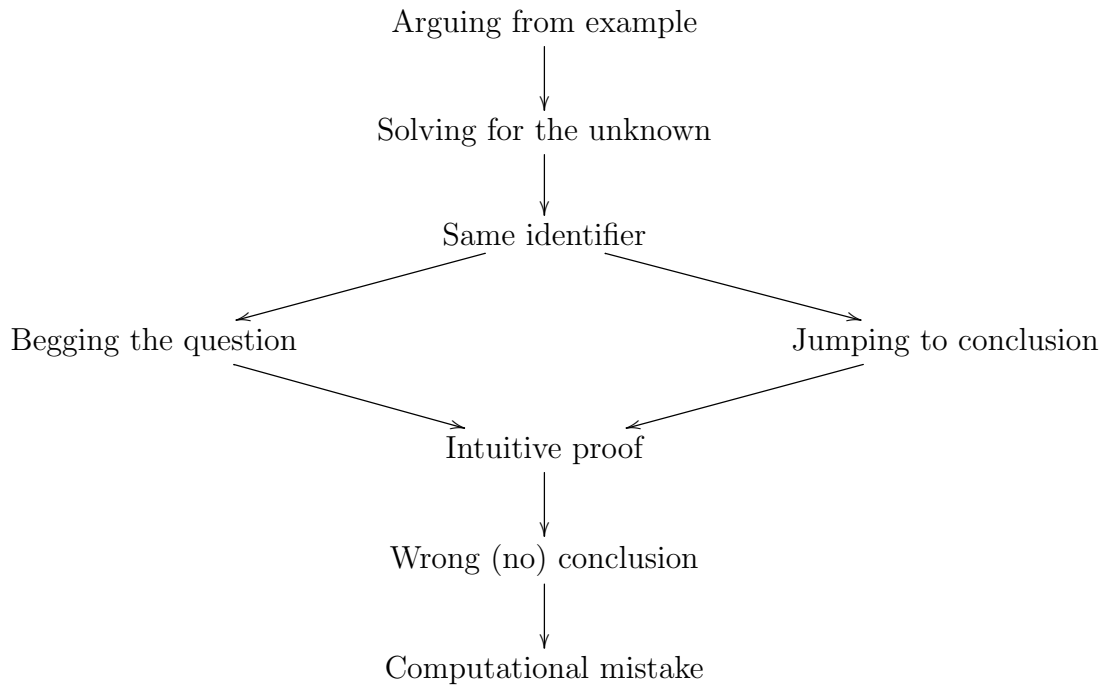 Arguing from example
Solving for the unknown
Same identifier
Begging the question
Jumping to conclusion
Intuitive proof
Wrong (no) conclusion
Computational mistake